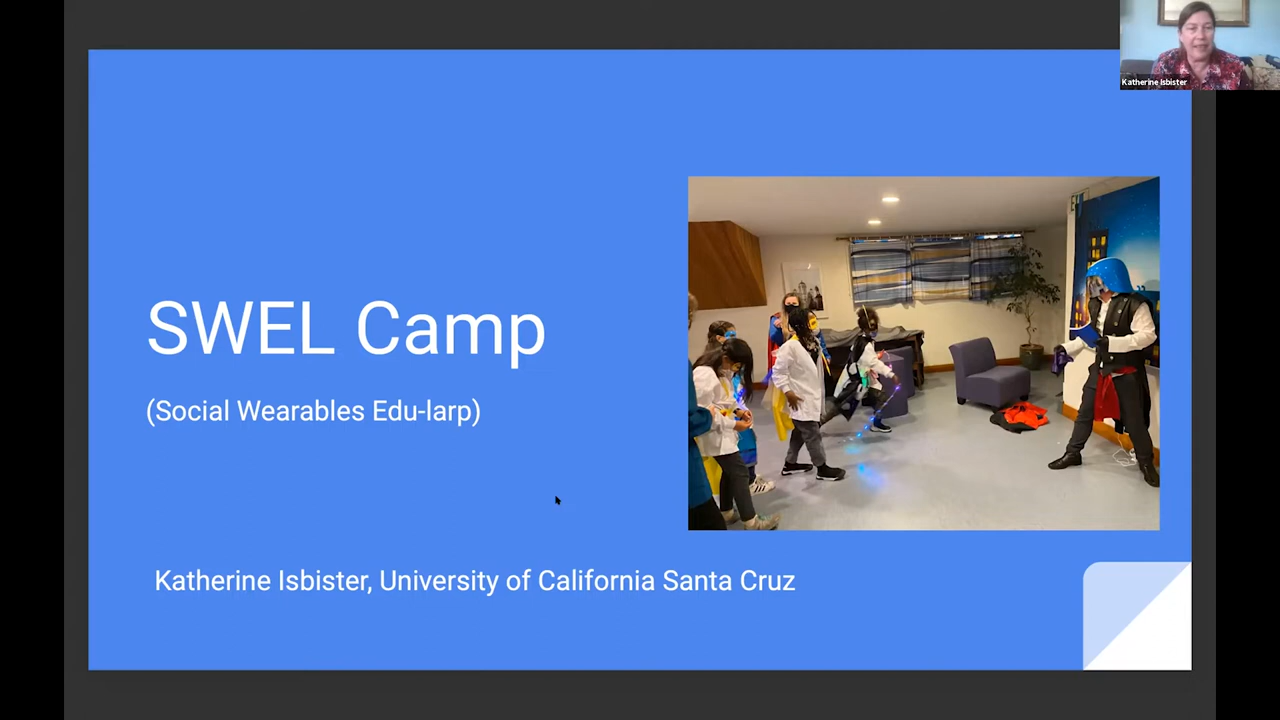 Katherine Isbister
SWEL Camp
(Social Wearables Edu-larp)
Katherine Isbister, University of California Santa Cruz